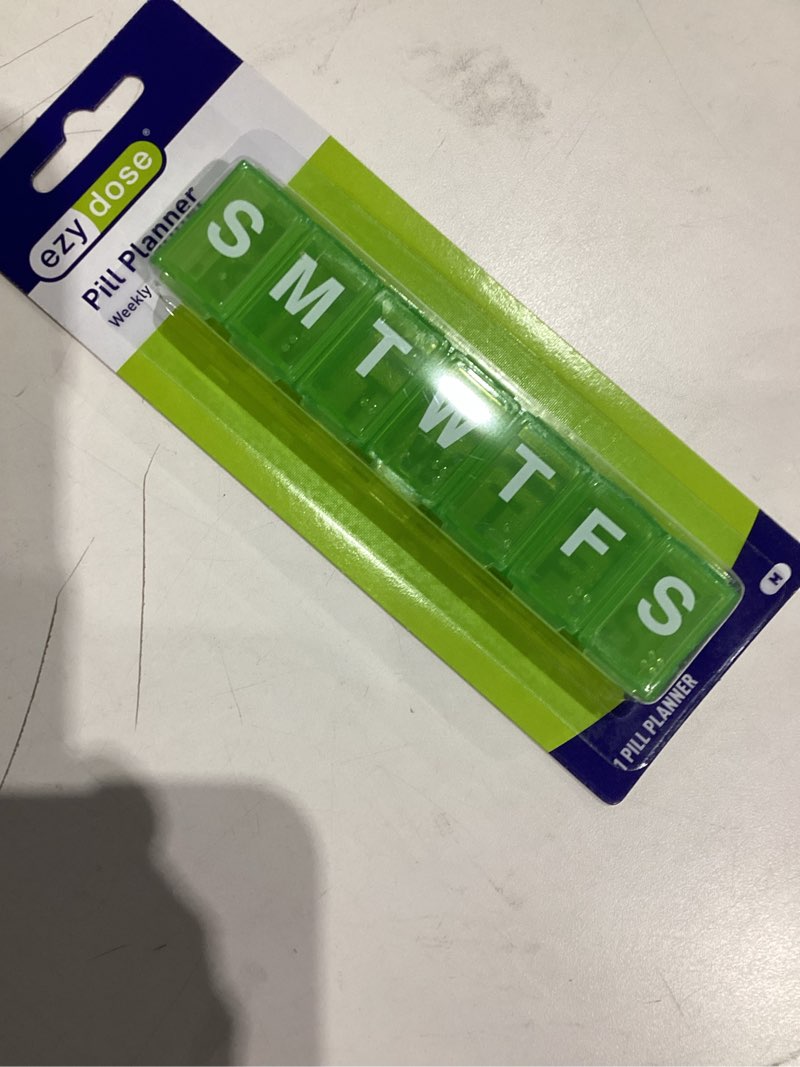 ezy dose®
Pill Planner
Weekly
S M T W T F S
M
1 PILL PLANNER